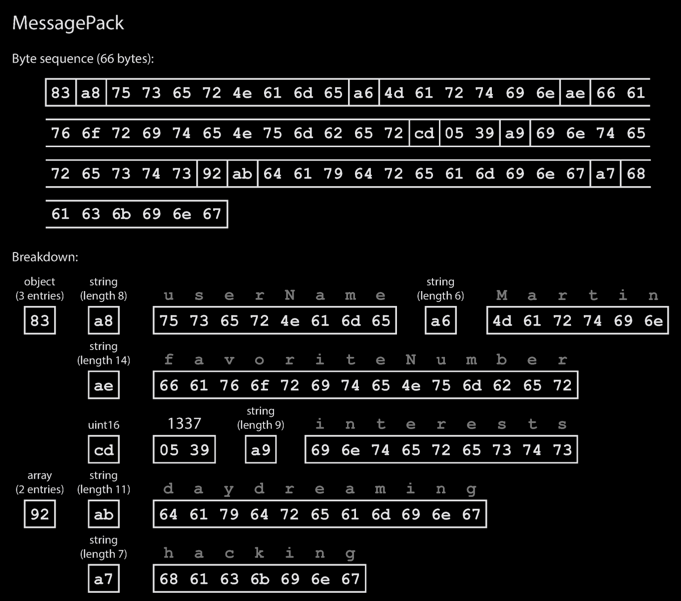 MessagePack
Byte sequence (66 bytes):
83 a8 75 73 65 72 4e 61 6d 65 a6 4d 61 72 74 69 6e ae 66 61
76 6f 72 69 74 65 4e 75 6d 62 65 72 cd 05 39 a9 69 6e 74 65
72 65 73 74 73 92 ab 64 61 79 64 72 65 61 6d 69 6e 67 a7 68
61 63 6b 69 6e 67
Breakdown:
object (3 entries) string (length 8) u s e r N a m e string (length 6) M a r t i n
83 a8 75 73 65 72 4e 61 6d 65 a6 4d 61 72 74 69 6e
string (length 14) f a v o r i t e N u m b e r
ae 66 61 76 6f 72 69 74 65 4e 75 6d 62 65 72
uint16 1337 string (length 9) i n t e r e s t s
cd 05 39 a9 69 6e 74 65 72 65 73 74 73
array (2 entries) string (length 11) d a y d r e a m i n g
92 ab 64 61 79 64 72 65 61 6d 69 6e 67
string (length 7) h a c k i n g
a7 68 61 63 6b 69 6e 67